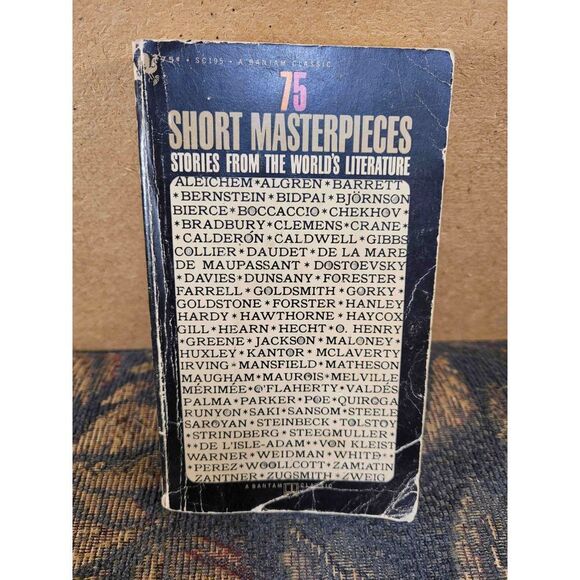 75¢ • SC195 • A BANTAM CLASSIC
75
SHORT MASTERPIECES
STORIES FROM THE WORLD'S LITERATURE
ALEICHEM*ALGREN*BARRETT
BERNSTEIN*BIDPAI*BJÖRNSON
BIERCE*BOCCACCIO*CHEKHOV*
*BRADBURY*CLEMENS*CRANE*
CALDERÓN*CALDWELL*GIBBS
COLLIER*DAUDET*DE LA MARE
DE MAUPASSANT*DOSTOEVSKY
*DAVIES*DUNSANY*FORESTER*
FARRELL*GOLDSMITH*GORKY*
GOLDSTONE*FORSTER*HANLEY
HARDY*HAWTHORNE*HAYCOX
GILL*HEARN*HECHT*O. HENRY
*GREENE*JACKSON*MALONEY
HUXLEY*KANTOR*MCLAVERTY
IRVING*MANSFIELD*MATHESON
MAUGHAM*MAUROIS*MELVILLE
MÉRIMÉE*O'FLAHERTY*VALDÉS
PALMA*PARKER*POE*QUIROGA
RUNYON*SAKI*SANSOM*STEELE
SAROYAN*STEINBECK*TOLSTOY
*STRINDBERG*STEEGMULLER*
**DE L'ISLE-ADAM**VON KLEIST
WARNER*WEIDMAN*WHITE**
*PEREZ*WOOLLCOTT*ZAMIATIN
ZANTNER*ZUGSMITH*ZWEIG
A BANTAM CLASSIC